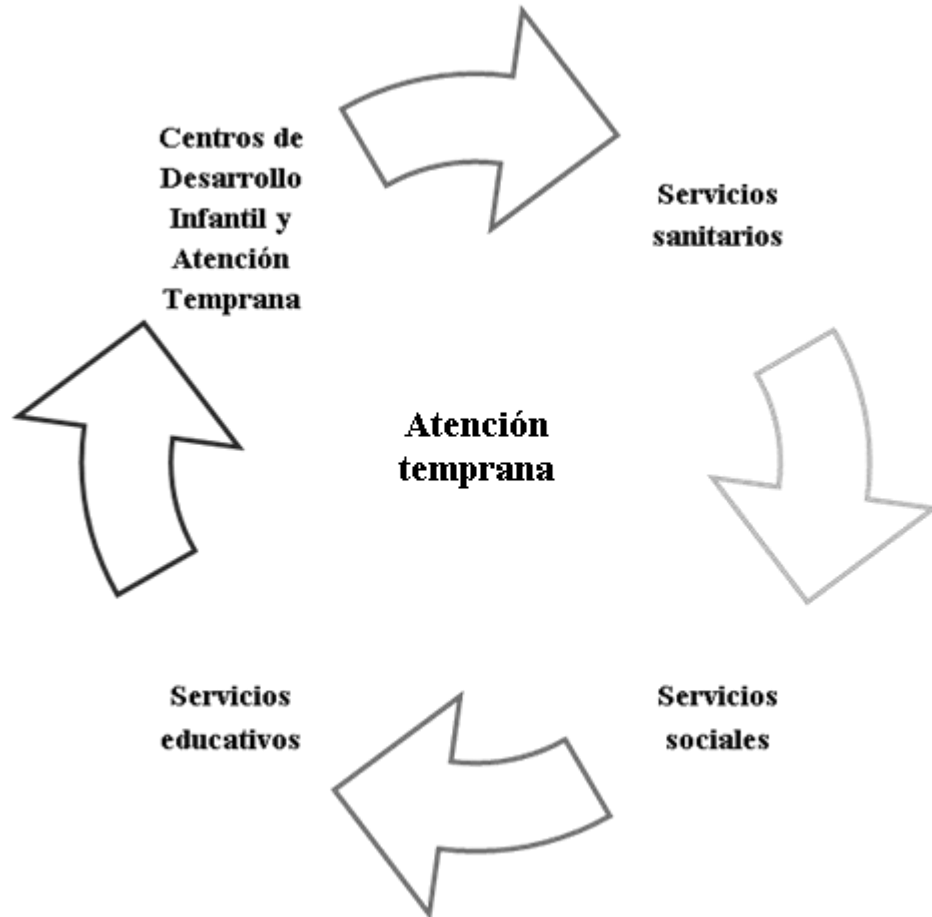 Centros de
Desarrollo
Infantil y
Atención
Temprana
Servicios
sanitarios
Atención
temprana
Servicios
educativos
Servicios
sociales